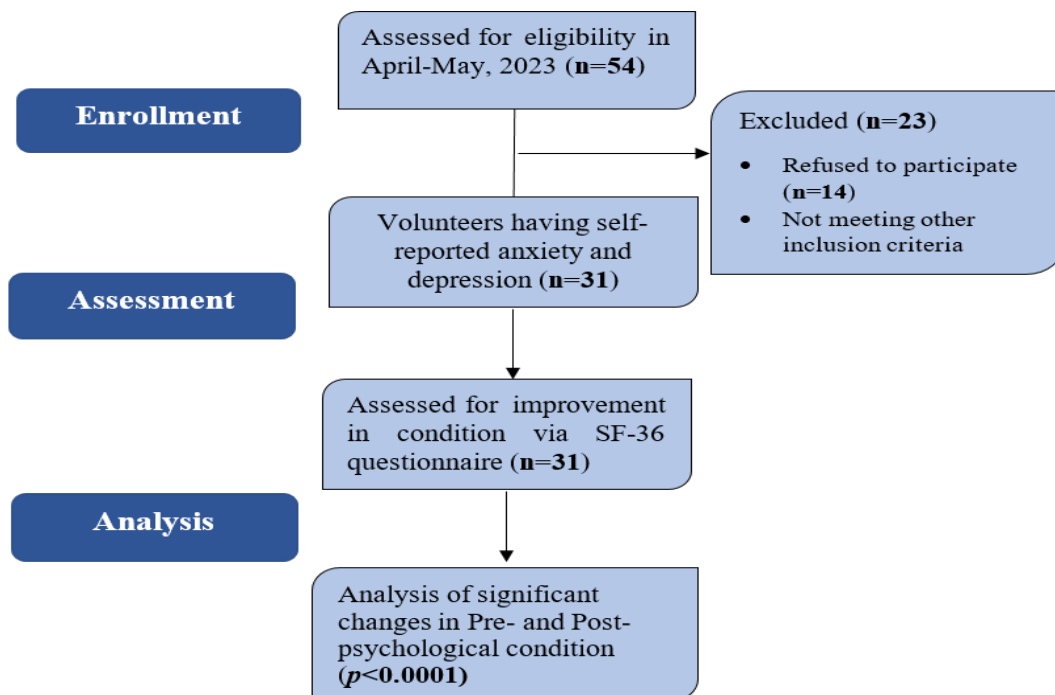 Assessed for eligibility in
April-May, 2023 (n=54)
Enrollment
Excluded (n=23)
• Refused to participate
(n=14)
• Not meeting other
inclusion criteria
Volunteers having self-
reported anxiety and
depression (n=31)
Assessment
Assessed for improvement
in condition via SF-36
questionnaire (n=31)
Analysis
Analysis of significant
changes in Pre- and Post-
psychological condition
(p<0.0001)